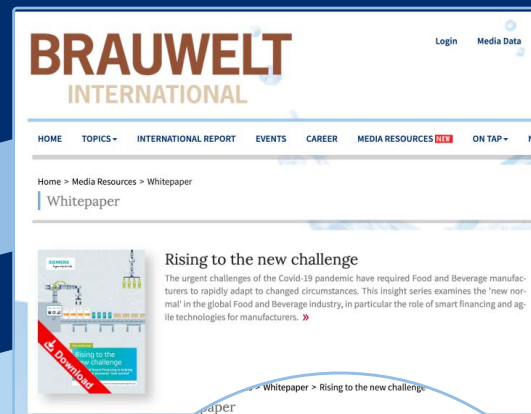 BRAUWELT
INTERNATIONAL
Login Media Data
HOME TOPICS INTERNATIONAL REPORT EVENTS CAREER MEDIA RESOURCES NEW ON TAP
Home > Media Resources > Whitepaper
Whitepaper
SIEMENS
Rising to the new challenge
The urgent challenges of the Covid-19 pandemic have required Food and Beverage manufac-
turers to rapidly adapt to changed circumstances. This insight series examines the 'new nor-
mal' in the global Food and Beverage industry, in particular the role of smart financing and ag-
ile technologies for manufacturers. »
Rising to the
new challenge
Download
> Whitepaper > Rising to the new challenge
paper